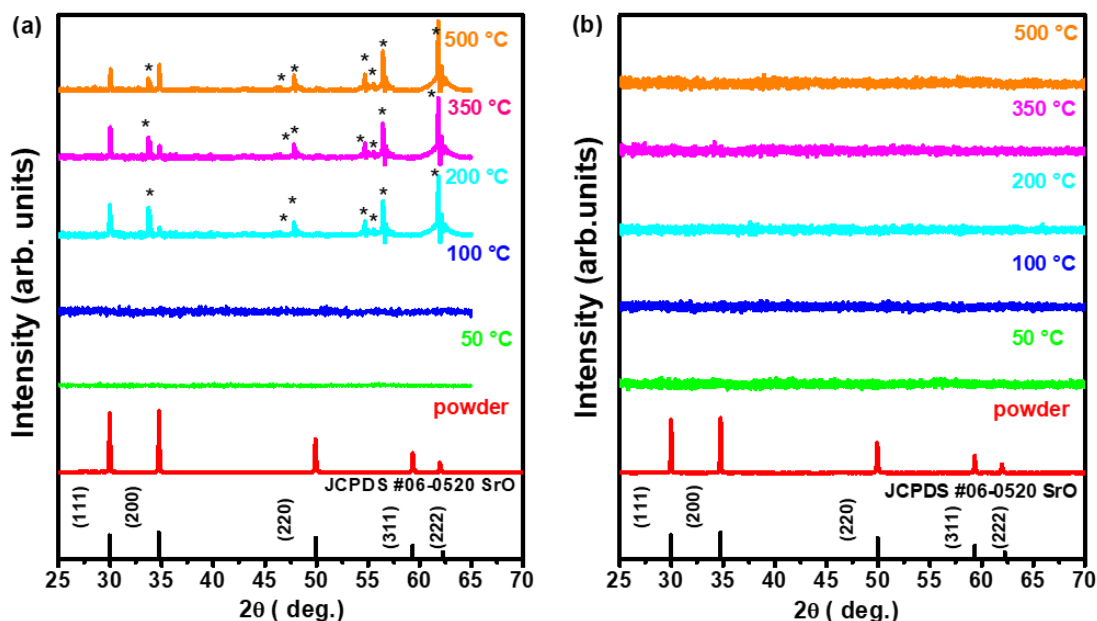 (a)
Intensity (arb. units)
500 °C
* * * * * * *
350 °C
* * * * * * *
200 °C
* * * * * * *
100 °C
50 °C
powder
JCPDS #06-0520 SrO
(111) (200) (220) (311) (222)
25 30 35 40 45 50 55 60 65 70
2θ ( deg.)
(b)
Intensity (arb.units)
500 °C
350 °C
200 °C
100 °C
50 °C
powder
JCPDS #06-0520 SrO
(111) (200) (220) (311) (222)
25 30 35 40 45 50 55 60 65 70
2θ ( deg.)